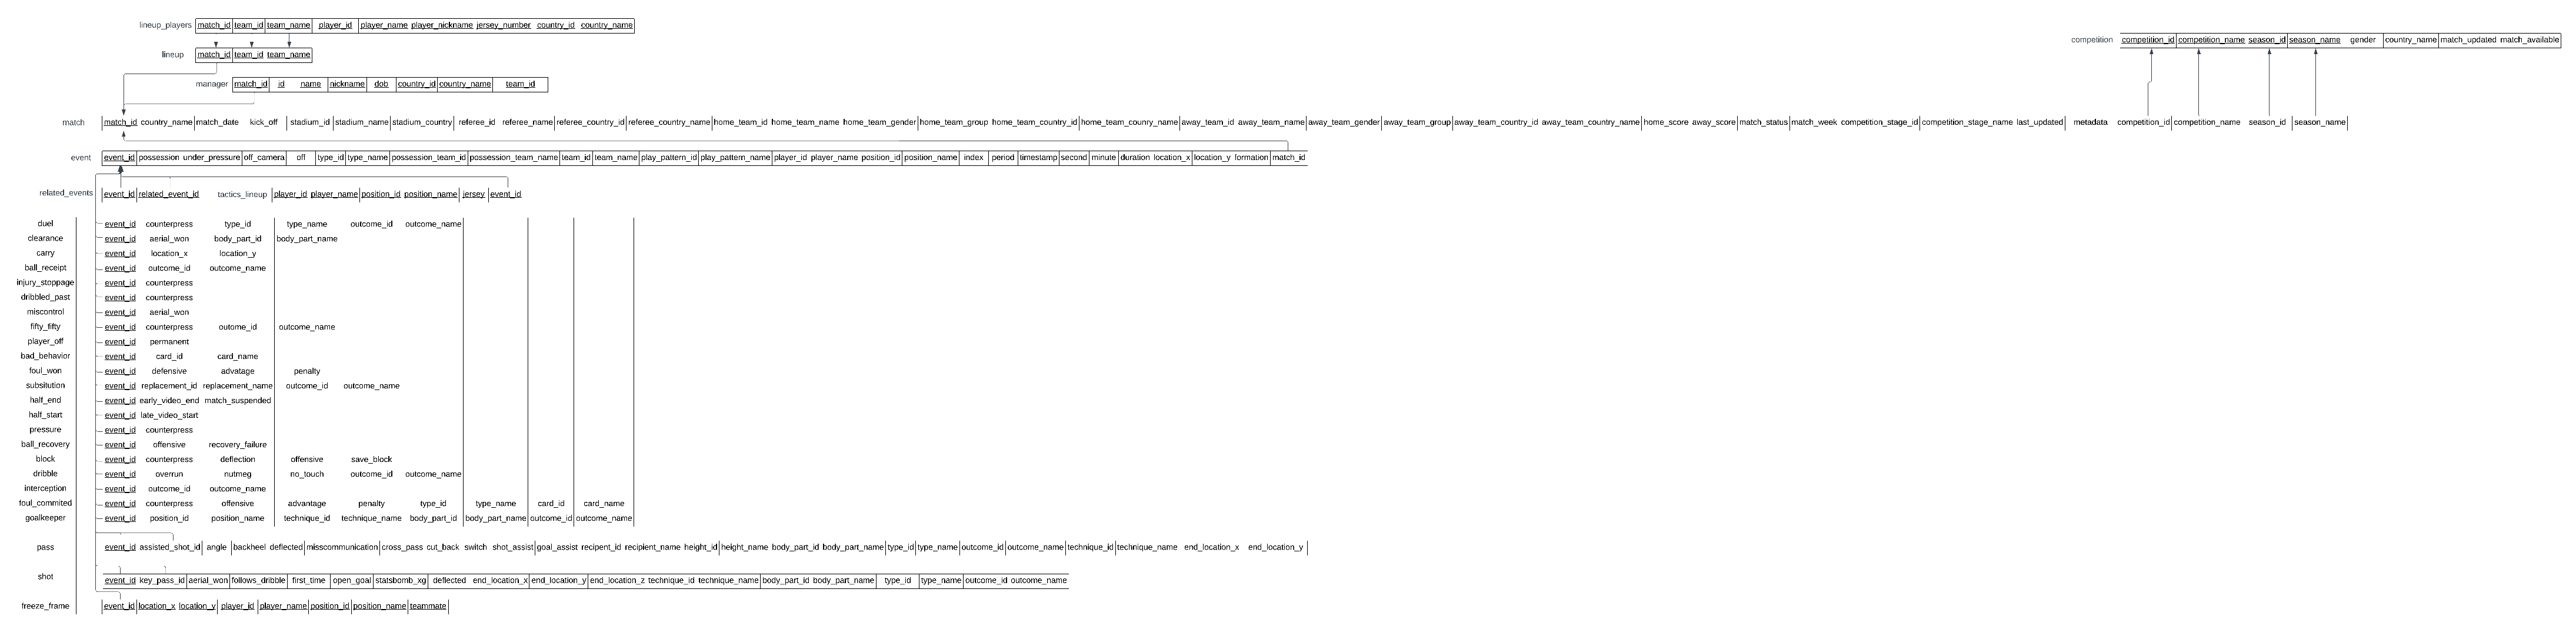 lineup_players match_id team_id team_name player_id player_name player_nickname jersey_number country_id country_name
competition competition_id competition_name season_id season_name gender country_name match_updated match_available
lineup match_id team_id team_name
manager match_id id name nickname dob country_id country_name team_id
match match_id country_name match_date kick_off stadium_id stadium_name stadium_country referee_id referee_name referee_country_id referee_country_name home_team_id home_team_name home_team_gender home_team_group home_team_country_id home_team_counry_name away_team_id away_team_name away_team_gender away_team_group away_team_country_id away_team_country_name home_score away_score match_status match_week competition_stage_id competition_stage_name last_updated metadata competition_id competition_name season_id season_name
event event_id possession under_pressure off_camera off type_id type_name possession_team_id possession_team_name team_id team_name play_pattern_id play_pattern_name player_id player_name position_id position_name index period timestamp second minute duration location_x location_y formation match_id
related_events event_id related_event_id tactics_lineup player_id player_name position_id position_name jersey event_id
duel event_id counterpress type_id type_name outcome_id outcome_name
clearance event_id aerial_won body_part_id body_part_name
carry event_id location_x location_y
ball_receipt event_id outcome_id outcome_name
injury_stoppage event_id counterpress
dribbled_past event_id counterpress
miscontrol event_id aerial_won
fifty_fifty event_id counterpress outome_id outcome_name
player_off event_id permanent
bad_behavior event_id card_id card_name
foul_won event_id defensive advatage penalty
subsitution event_id replacement_id replacement_name outcome_id outcome_name
half_end event_id early_video_end match_suspended
half_start event_id late_video_start
pressure event_id counterpress
ball_recovery event_id offensive recovery_failure
block event_id counterpress deflection offensive save_block
dribble event_id overrun nutmeg no_touch outcome_id outcome_name
interception event_id outcome_id outcome_name
foul_commited event_id counterpress offensive advantage penalty type_id type_name card_id card_name
goalkeeper event_id position_id position_name technique_id technique_name body_part_id body_part_name outcome_id outcome_name
pass event_id assisted_shot_id angle backheel deflected misscommunication cross_pass cut_back switch shot_assist goal_assist recipent_id recipient_name height_id height_name body_part_id body_part_name type_id type_name outcome_id outcome_name technique_id technique_name end_location_x end_location_y
shot event_id key_pass_id aerial_won follows_dribble first_time open_goal statsbomb_xg deflected end_location_x end_location_y end_location_z technique_id technique_name body_part_id body_part_name type_id type_name outcome_id outcome_name
freeze_frame event_id location_x location_y player_id player_name position_id position_name teammate